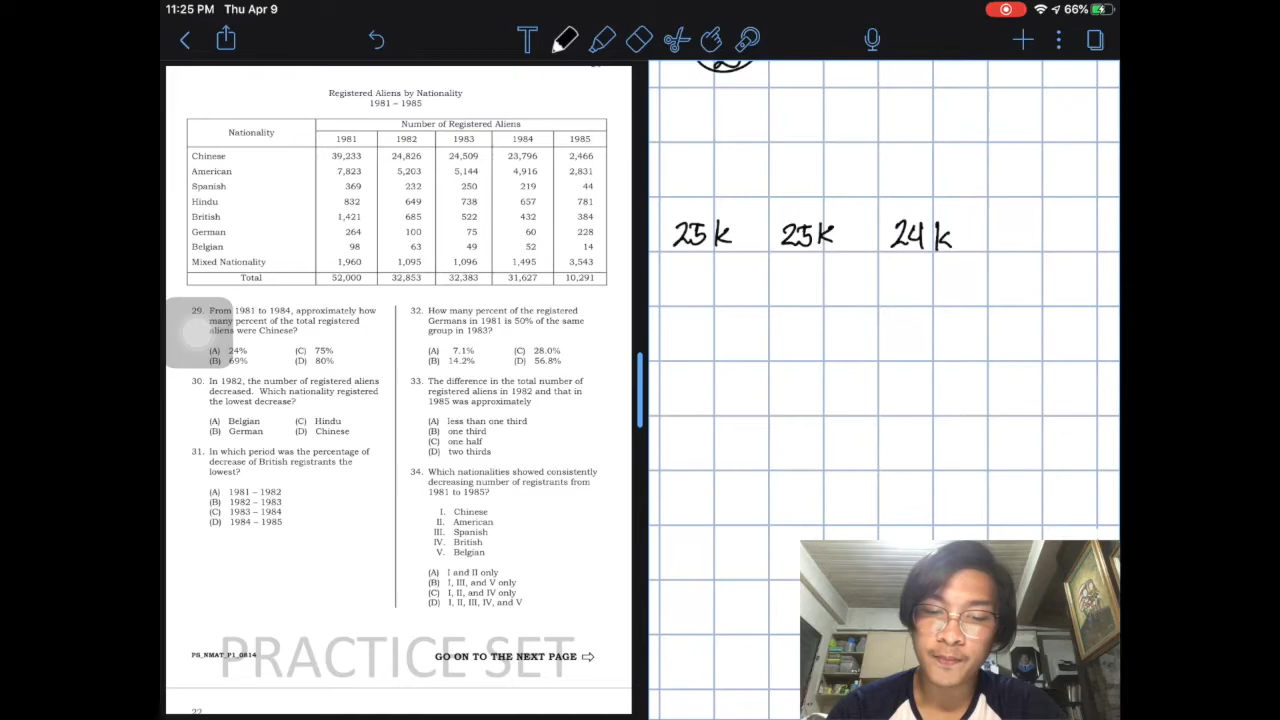 11:25 PM Thu Apr 9
66%
Registered Aliens by Nationality
1981 – 1985
Nationality
Number of Registered Aliens
1981 1982 1983 1984 1985
Chinese 39,233 24,826 24,509 23,796 2,466
American 7,823 5,203 5,144 4,916 2,831
Spanish 369 232 250 219 44
Hindu 832 649 738 657 781
British 1,421 685 522 432 384
German 264 100 75 60 228
Belgian 98 63 49 52 14
Mixed Nationality 1,960 1,095 1,096 1,495 3,543
Total 52,000 32,853 32,383 31,627 10,291
29. From 1981 to 1984, approximately how
many percent of the total registered
aliens were Chinese?
(A) 24% (C) 75%
(B) 69% (D) 80%
30. In 1982, the number of registered aliens
decreased. Which nationality registered
the lowest decrease?
(A) Belgian (C) Hindu
(B) German (D) Chinese
31. In which period was the percentage of
decrease of British registrants the
lowest?
(A) 1981 – 1982
(B) 1982 – 1983
(C) 1983 – 1984
(D) 1984 – 1985
32. How many percent of the registered
Germans in 1981 is 50% of the same
group in 1983?
(A) 7.1% (C) 28.0%
(B) 14.2% (D) 56.8%
33. The difference in the total number of
registered aliens in 1982 and that in
1985 was approximately
(A) less than one third
(B) one third
(C) one half
(D) two thirds
34. Which nationalities showed consistently
decreasing number of registrants from
1981 to 1985?
I. Chinese
II. American
III. Spanish
IV. British
V. Belgian
(A) I and II only
(B) I, III, and V only
(C) I, II, and IV only
(D) I, II, III, IV, and V
PRACTICE SET
PS_NMAT_P1_0814
GO ON TO THE NEXT PAGE
25k 25k 24k